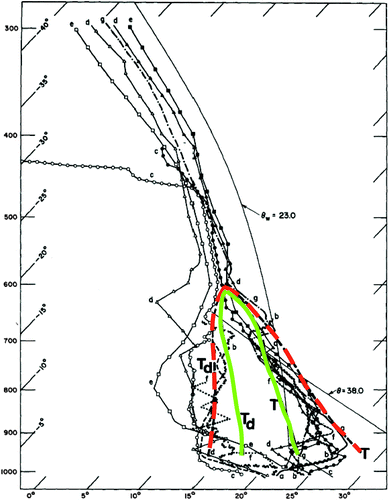 e d g d e
300
-40°
-35°
400
c
-30°
c
c
-25°
500
θw = 23.0
-20°
600
d
d
g
b
-15°
700
b
Td
f
f
θ = 38.0
800
e
-10°
T
Td
900
-5°
e
f
d
e
g
T
1000
d
c
a
b
c
0° 5° 10° 15° 20° 25° 30°